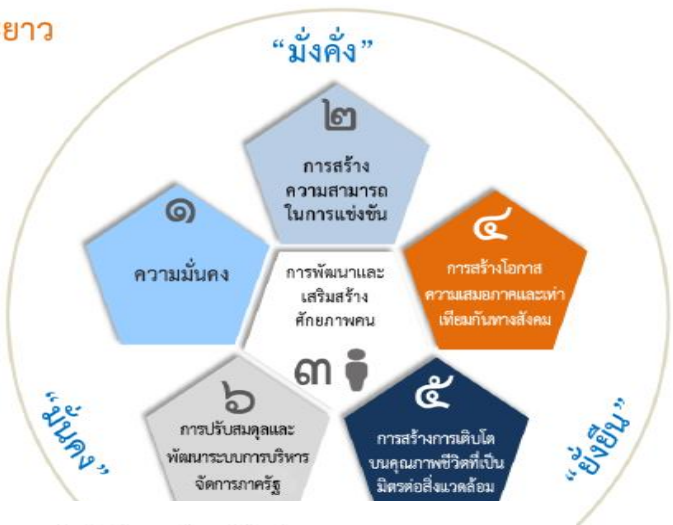 ยาว
“มั่งคั่ง”
๒
การสร้าง
ความสามารถ
ในการแข่งขัน
๑
ความมั่นคง
๔
การสร้างโอกาส
ความเสมอภาคและเท่า
เทียมกันทางสังคม
การพัฒนาและ
เสริมสร้าง
ศักยภาพคน
๓
๖
การปรับสมดุลและ
พัฒนาระบบการบริหาร
จัดการภาครัฐ
๕
การสร้างการเติบโต
บนคุณภาพชีวิตที่เป็น
มิตรต่อสิ่งแวดล้อม
“มั่นคง”
“ยั่งยืน”